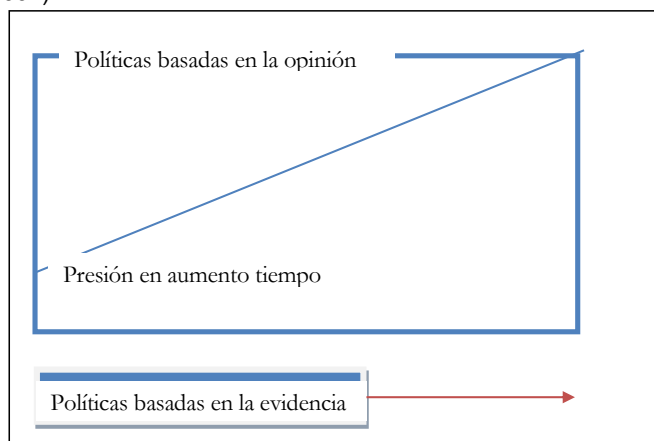 Políticas basadas en la opinión
Presión en aumento tiempo
Políticas basadas en la evidencia